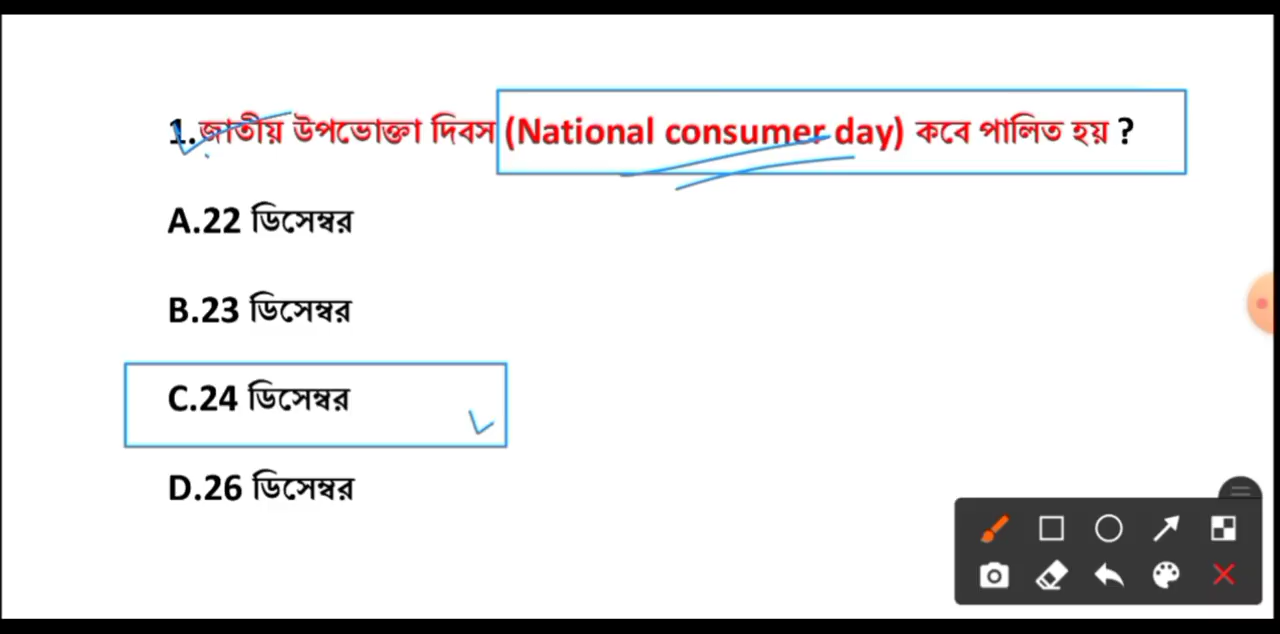 1.জাতীয় উপভোক্তা দিবস (National consumer day) কবে পালিত হয় ?
A.22 ডিসেম্বর
B.23 ডিসেম্বর
C.24 ডিসেম্বর
D.26 ডিসেম্বর